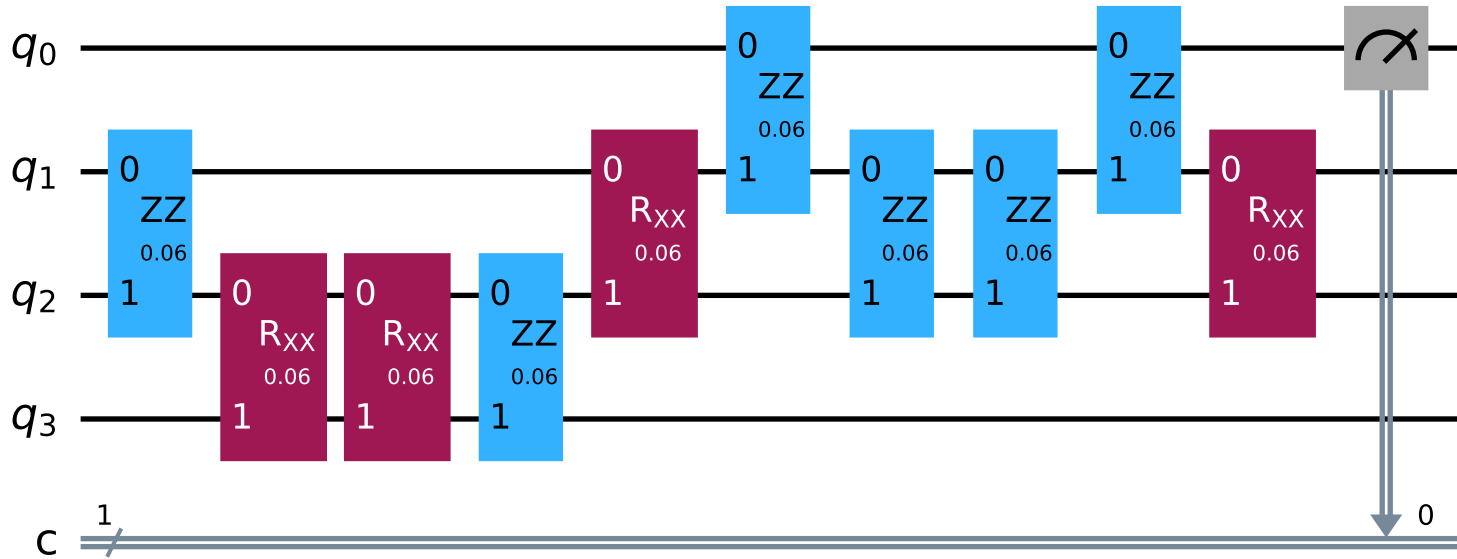 q0 0 0
ZZ ZZ
0.06 0.06
q1 0 0 1 0 0 1 0
ZZ RXX ZZ ZZ RXX
0.06 0.06 0.06 0.06 0.06
q2 1 0 0 0 1 1 1 1
RXX RXX ZZ
0.06 0.06 0.06
q3 1 1 1
1 0
c